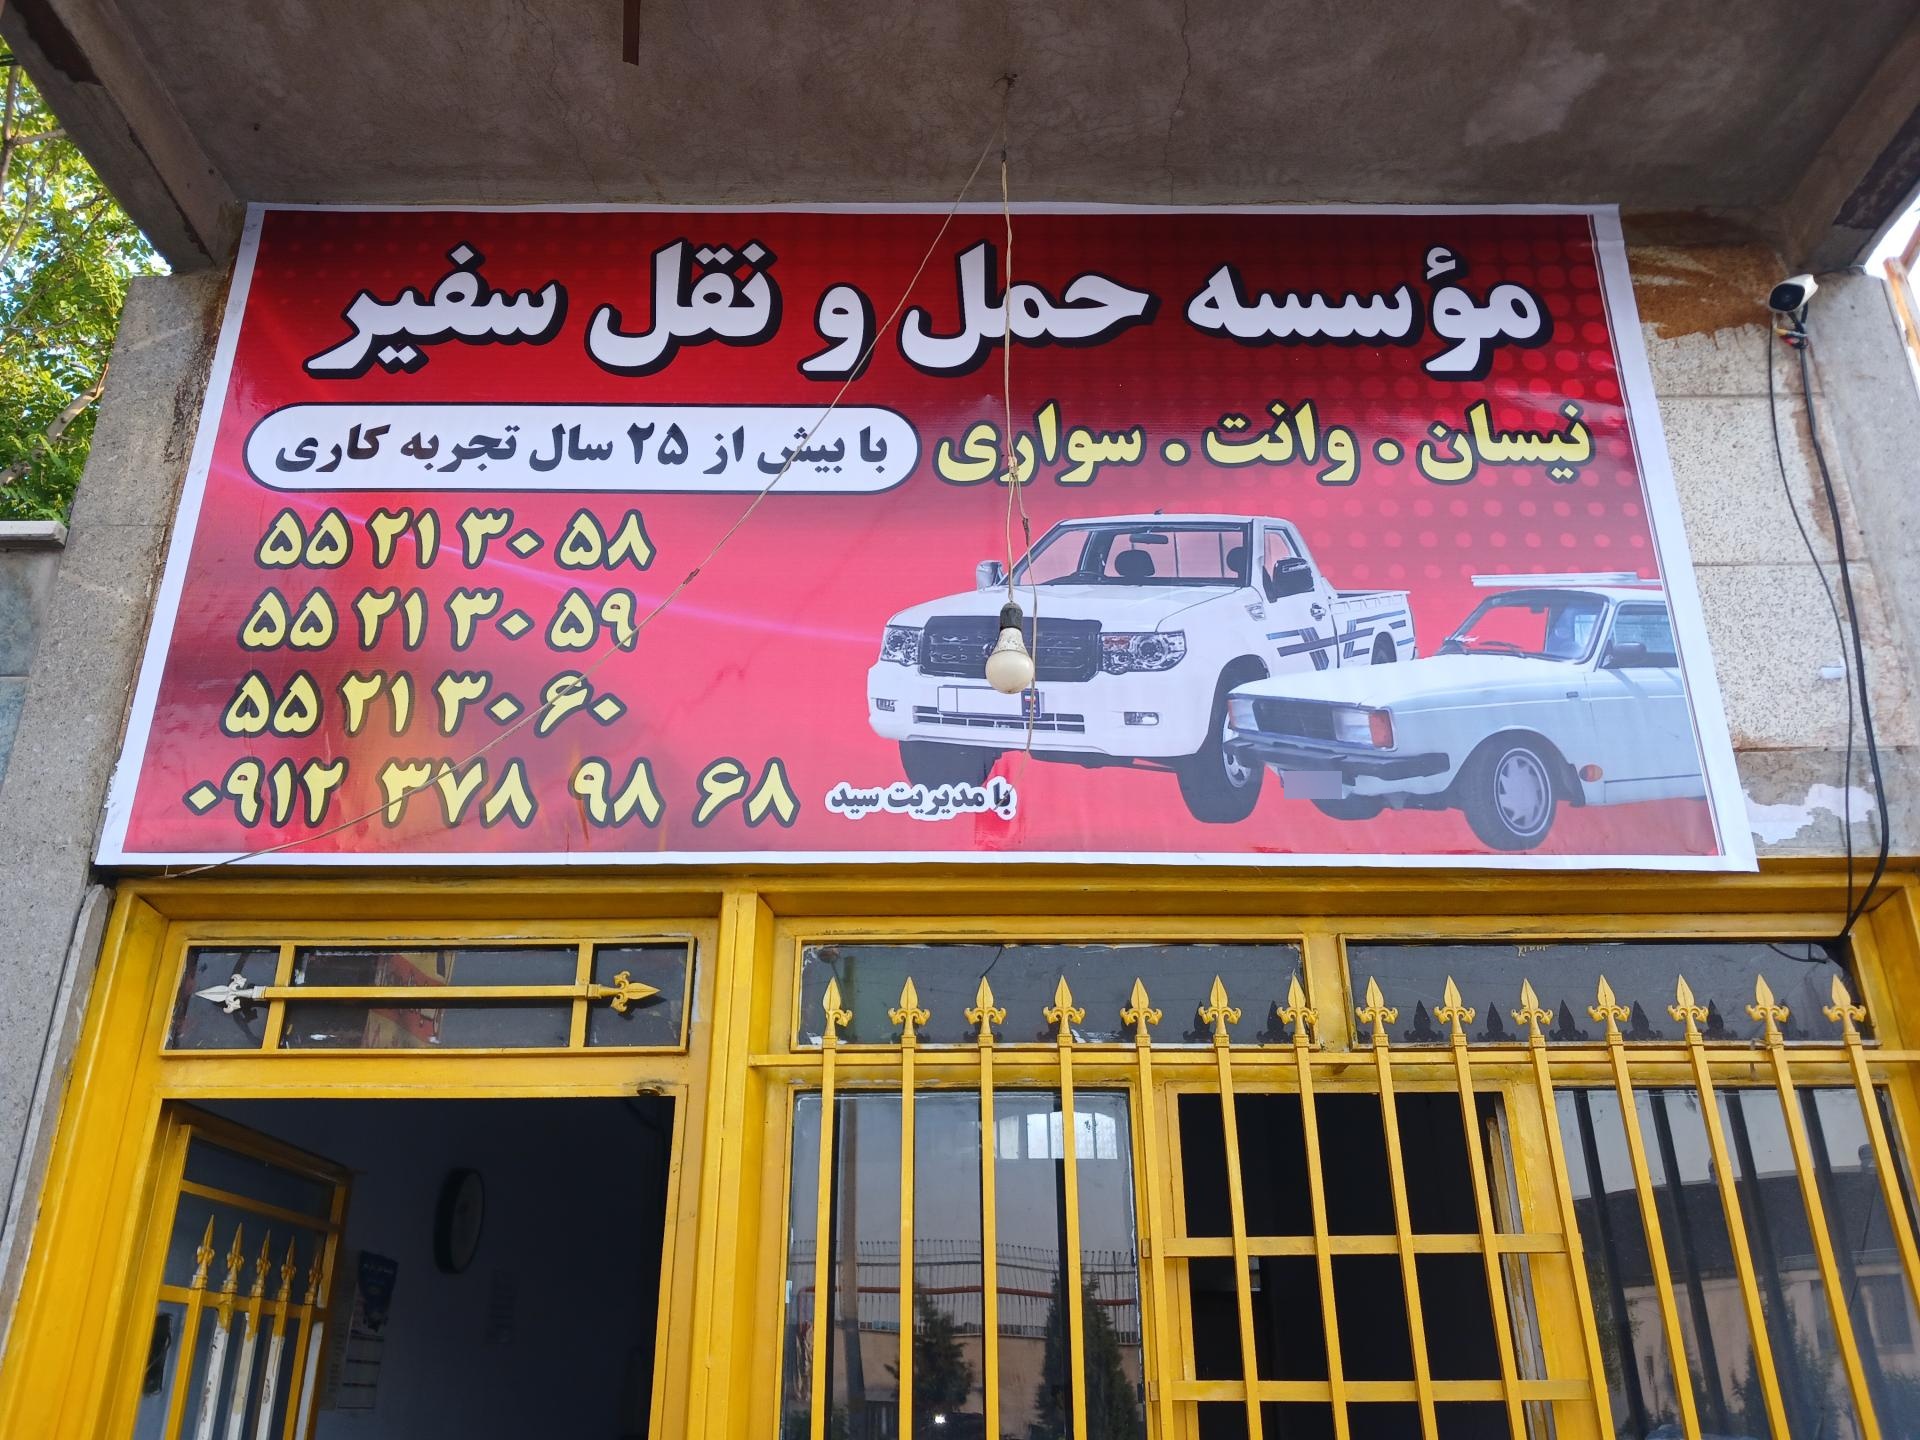 مؤسسه حمل و نقل سفیر
نیسان . وانت . سواری
با بیش از ۲۵ سال تجربه کاری
۵۵ ۲۱ ۳۰ ۵۸
۵۵ ۲۱ ۳۰ ۵۹
۵۵ ۲۱ ۳۰ ۶۰
۰۹۱۲ ۳۷۸ ۹۸ ۶۸
با مدیریت سید